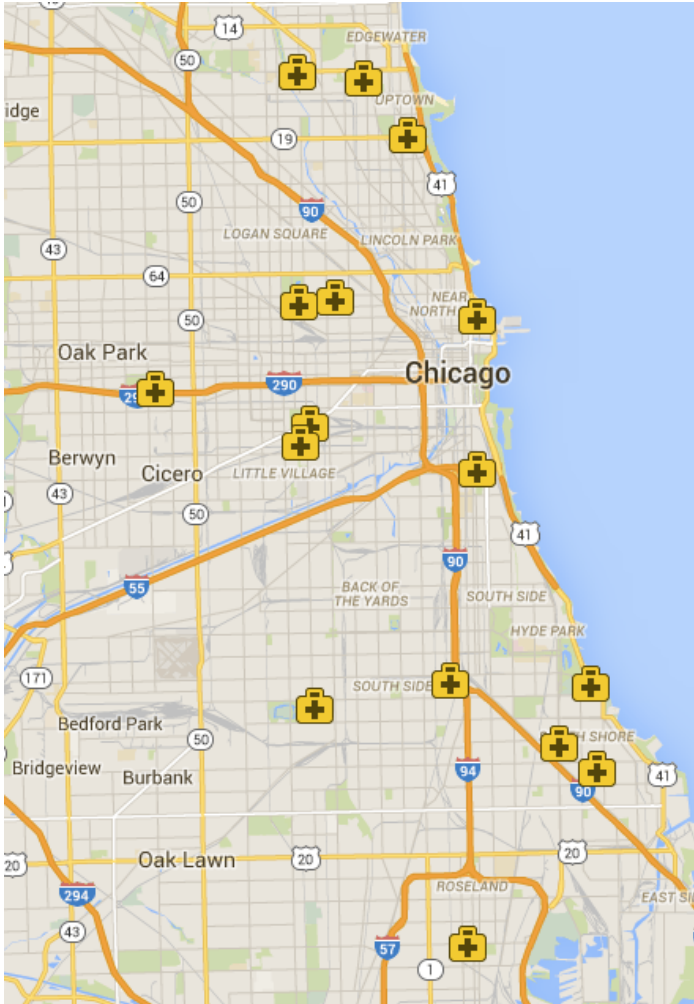 14
EDGEWATER
50
UPTOWN
idge
19
41
50
90
LOGAN SQUARE
LINCOLN PARK
43
64
NEAR
NORTH
50
Oak Park
Chicago
290
Berwyn
Cicero
LITTLE VILLAGE
43
50
41
90
55
BACK OF
THE YARDS
SOUTH SIDE
HYDE PARK
171
SOUTH SIDE
Bedford Park
50
SHORE
Bridgeview
Burbank
94
41
90
20
Oak Lawn
20
20
ROSELAND
294
EAST SI
43
57
1